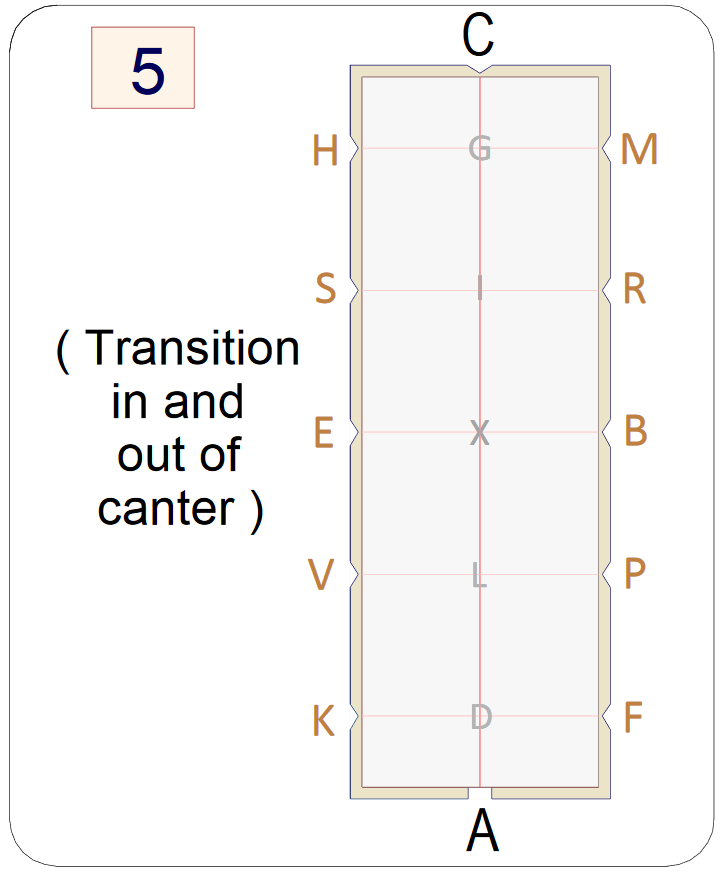 5
C
H G M
S I R
( Transition
in and
out of
canter )
E X B
V L P
K D F
A